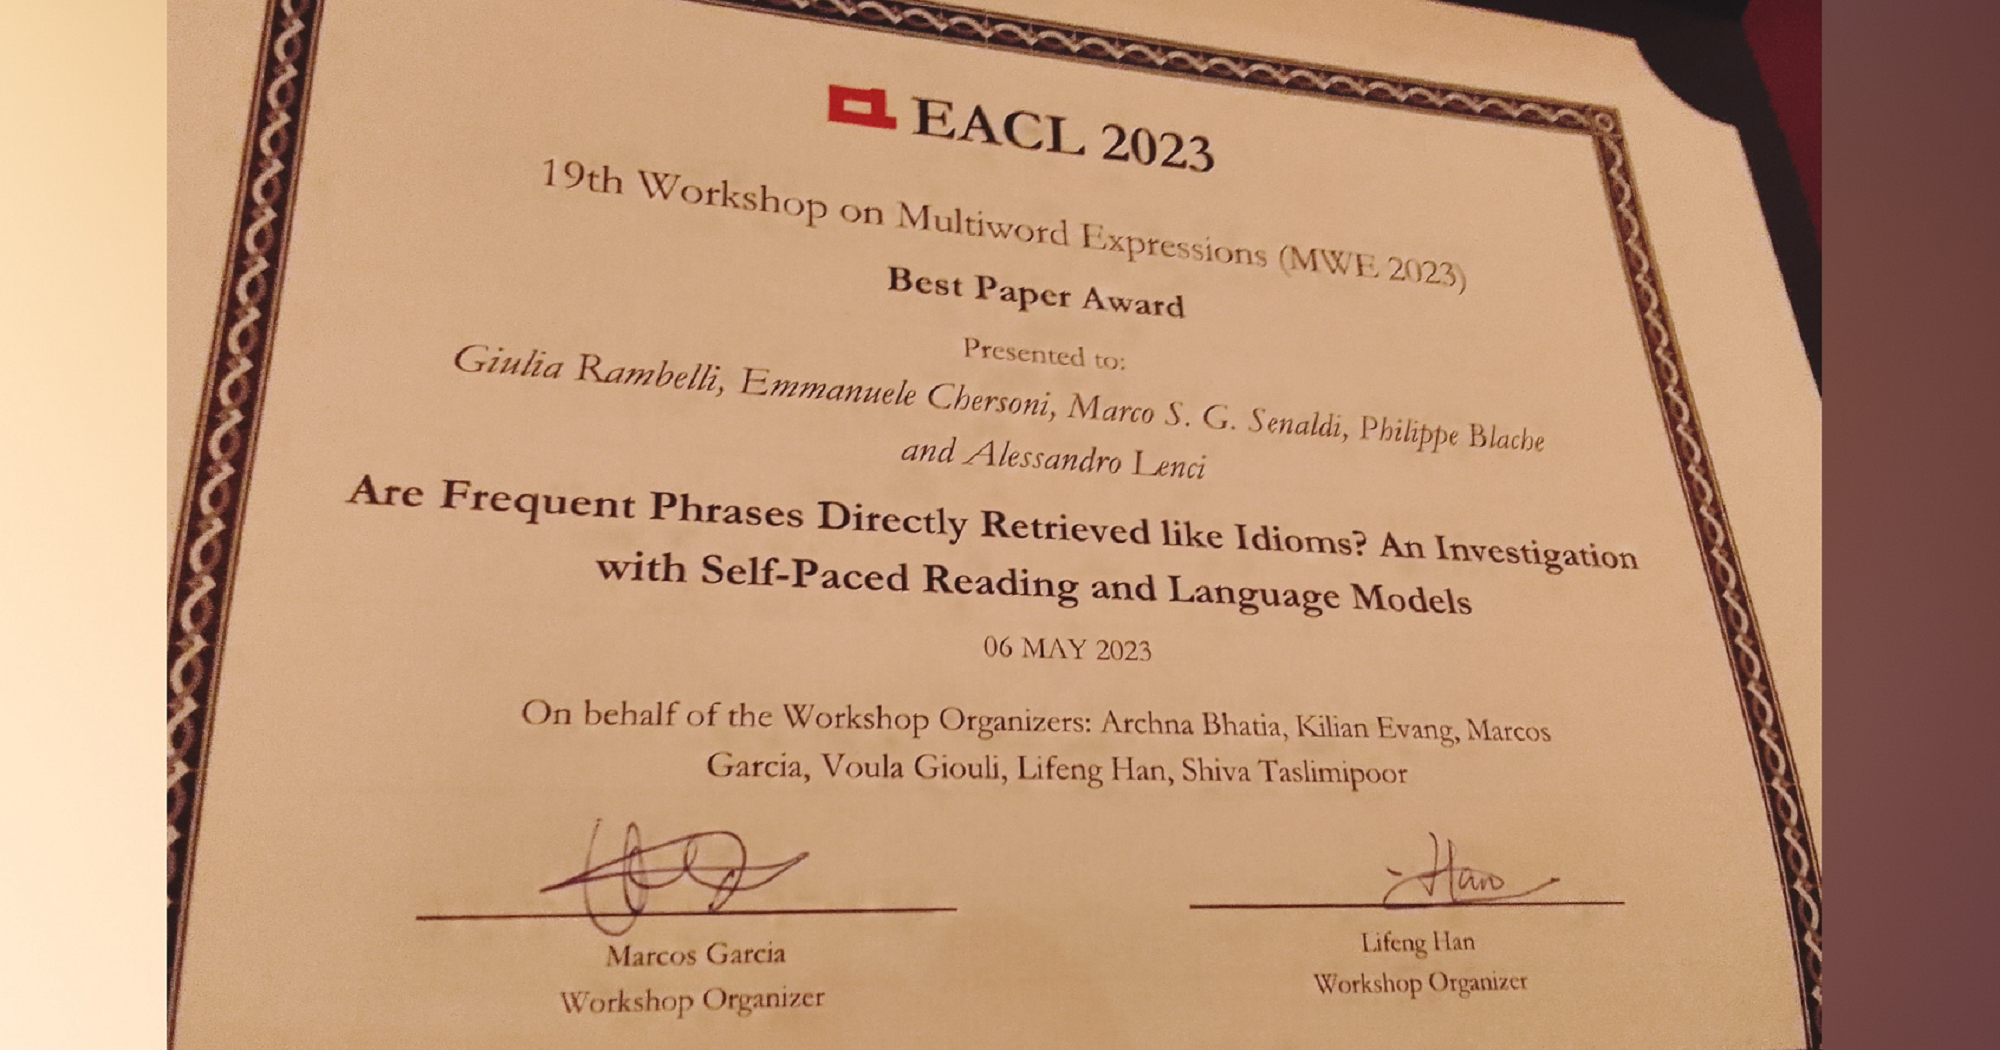 EACL 2023
19th Workshop on Multiword Expressions (MWE 2023)
Best Paper Award
Presented to:
Giulia Rambelli, Emmanuele Chersoni, Marco S. G. Senaldi, Philippe Blache
and Alessandro Lenci
Are Frequent Phrases Directly Retrieved like Idioms? An Investigation
with Self-Paced Reading and Language Models
06 MAY 2023
On behalf of the Workshop Organizers: Archna Bhatia, Kilian Evang, Marcos
Garcia, Voula Giouli, Lifeng Han, Shiva Taslimipoor
Han
Marcos Garcia
Workshop Organizer
Lifeng Han
Workshop Organizer